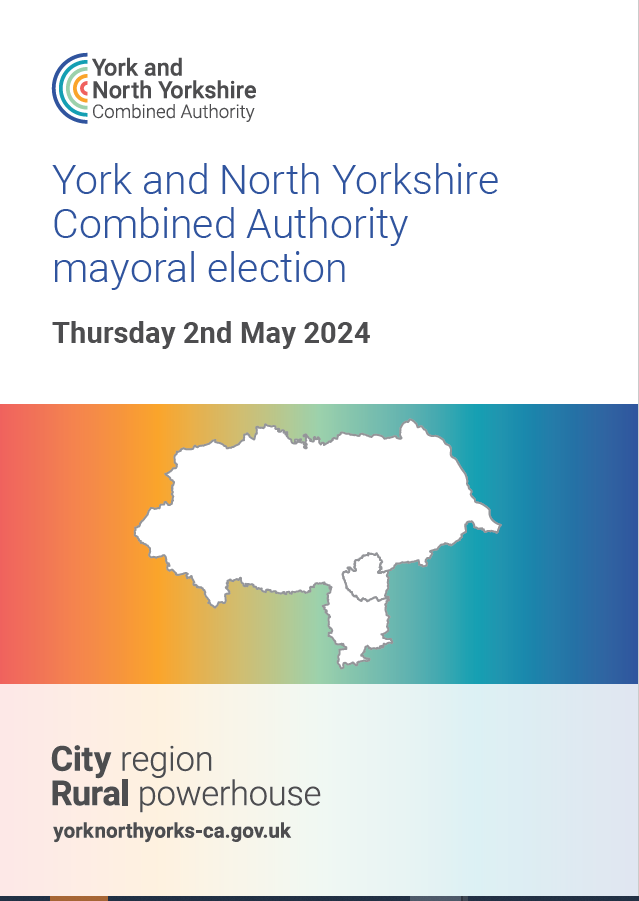 York and
North Yorkshire
Combined Authority
York and North Yorkshire
Combined Authority
mayoral election
Thursday 2nd May 2024
City region
Rural powerhouse
yorknorthyorks-ca.gov.uk